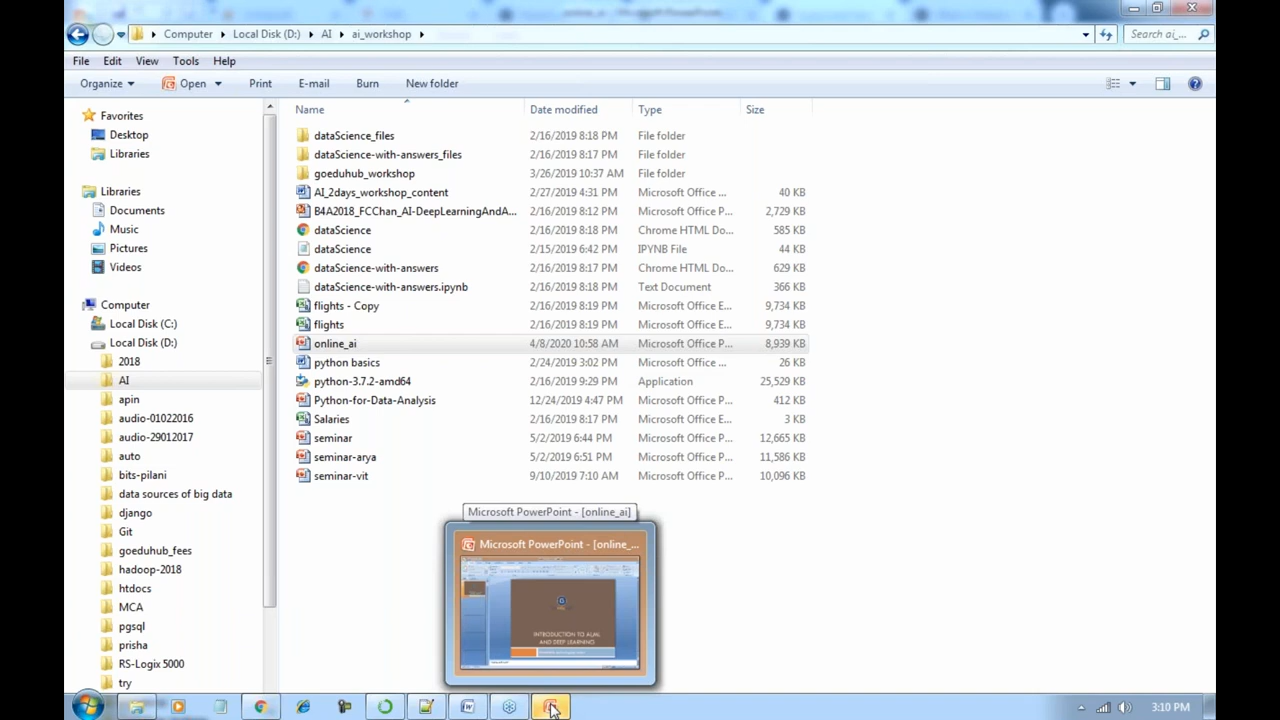 Computer Local Disk (D:) AI ai_workshop
Search ai_...
File Edit View Tools Help
Organize Open Print E-mail Burn New folder
Name Date modified Type Size
Favorites
Desktop
Libraries
Libraries
Documents
Music
Pictures
Videos
Computer
Local Disk (C:)
Local Disk (D:)
2018
AI
apin
audio-01022016
audio-29012017
auto
bits-pilani
data sources of big data
django
Git
goeduhub_fees
hadoop-2018
htdocs
MCA
pgsql
prisha
RS-Logix 5000
try
dataScience_files 2/16/2019 8:18 PM File folder
dataScience-with-answers_files 2/16/2019 8:17 PM File folder
goeduhub_workshop 3/26/2019 10:37 AM File folder
AI_2days_workshop_content 2/27/2019 4:31 PM Microsoft Office ... 40 KB
B4A2018_FCChan_AI-DeepLearningAndA... 2/16/2019 8:12 PM Microsoft Office P... 2,729 KB
dataScience 2/16/2019 8:18 PM Chrome HTML Do... 585 KB
dataScience 2/15/2019 6:42 PM IPYNB File 44 KB
dataScience-with-answers 2/16/2019 8:17 PM Chrome HTML Do... 629 KB
dataScience-with-answers.ipynb 2/16/2019 8:18 PM Text Document 366 KB
flights - Copy 2/16/2019 8:19 PM Microsoft Office E... 9,734 KB
flights 2/16/2019 8:19 PM Microsoft Office E... 9,734 KB
online_ai 4/8/2020 10:58 AM Microsoft Office P... 8,939 KB
python basics 2/24/2019 3:02 PM Microsoft Office ... 26 KB
python-3.7.2-amd64 2/16/2019 9:29 PM Application 25,529 KB
Python-for-Data-Analysis 12/24/2019 4:47 PM Microsoft Office P... 412 KB
Salaries 2/16/2019 8:17 PM Microsoft Office E... 3 KB
seminar 5/2/2019 6:44 PM Microsoft Office P... 12,665 KB
seminar-arya 5/2/2019 6:51 PM Microsoft Office P... 11,586 KB
seminar-vit 9/10/2019 7:10 AM Microsoft Office P... 10,096 KB
Microsoft PowerPoint - [online_ai]
Microsoft PowerPoint - [online_...
INTRODUCTION TO AI,ML
AND DEEP LEARNING
3:10 PM